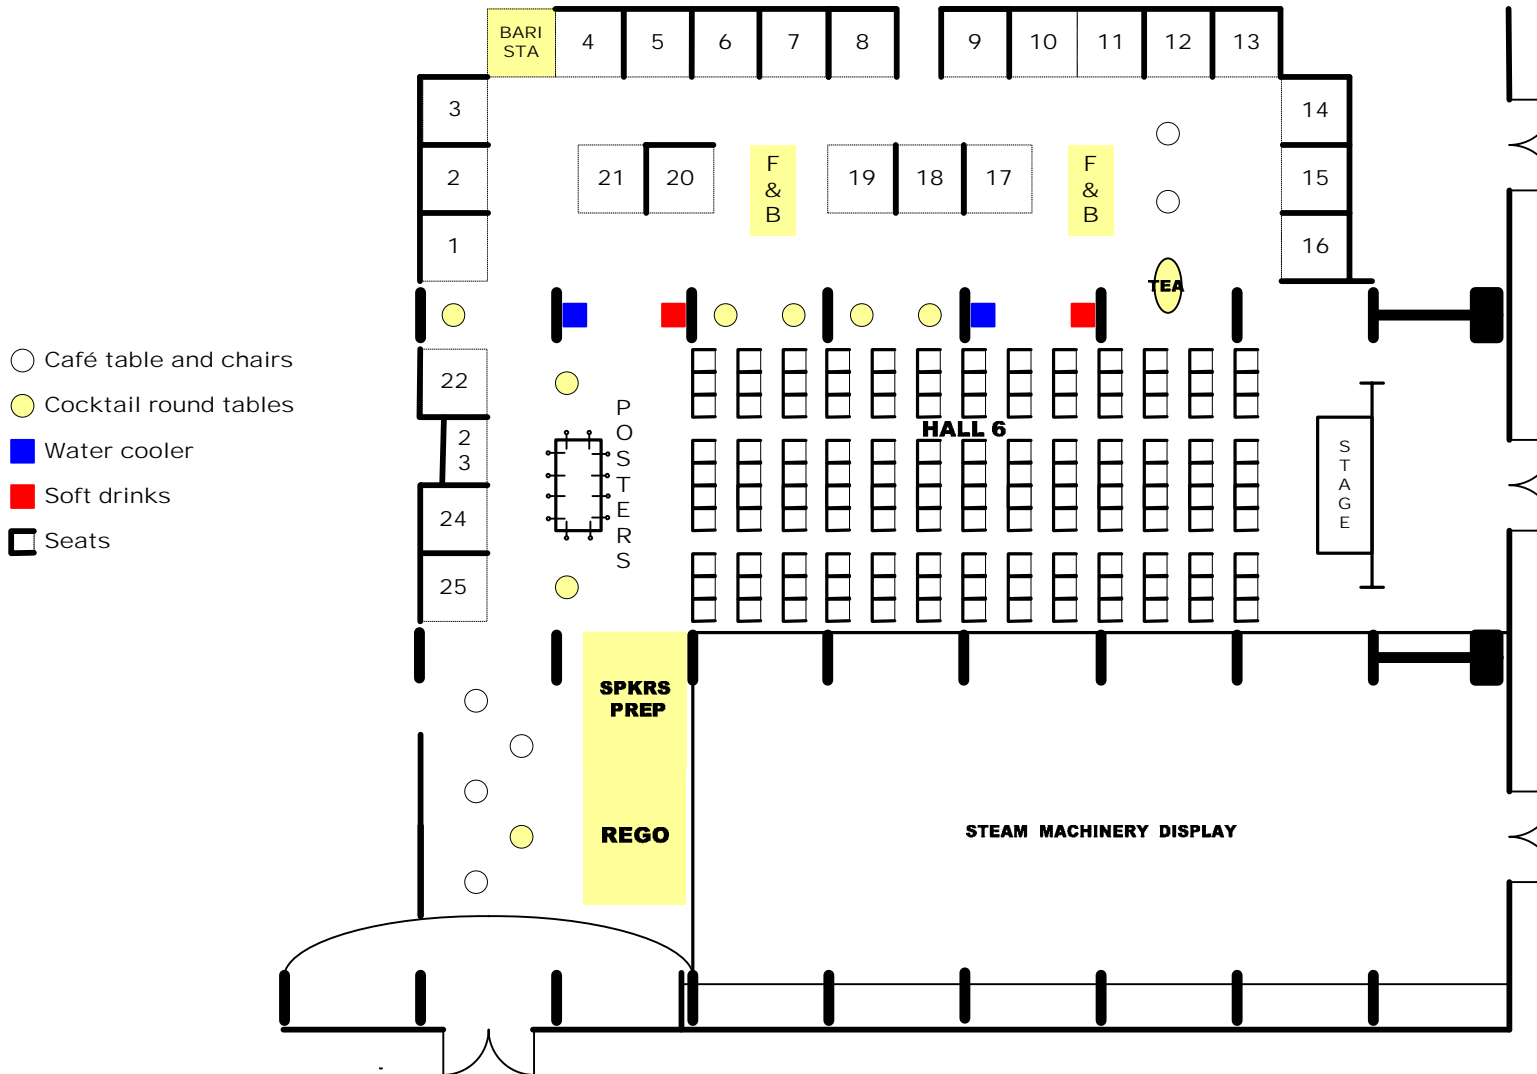 BARI
STA
4
5
6
7
8
9
10
11
12
13
3
14
2
21
20
F
&
B
19
18
17
F
&
B
15
1
16
TEA
Café table and chairs
Cocktail round tables
Water cooler
Soft drinks
Seats
22
2
3
24
25
P
O
S
T
E
R
S
HALL 6
S
T
A
G
E
SPKRS
PREP
REGO
STEAM MACHINERY DISPLAY